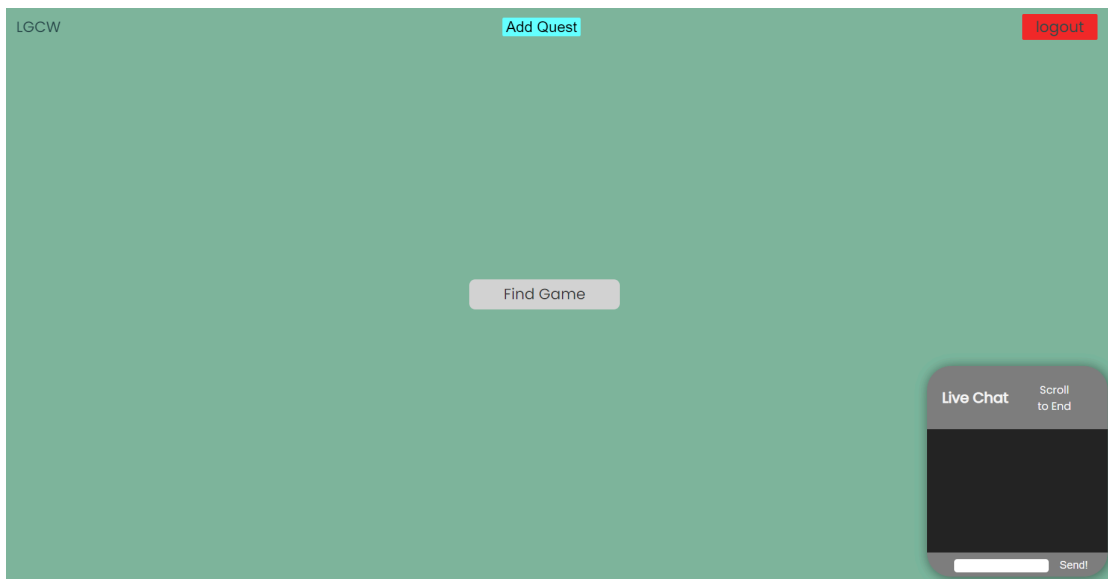 LGCW
Add Quest
logout
Find Game
Live Chat
Scroll
to End
Send!